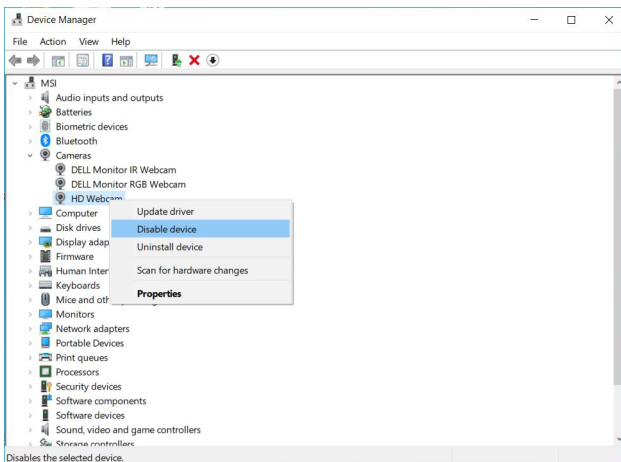 Device Manager
File Action View Help
MSI
Audio inputs and outputs
Batteries
Biometric devices
Bluetooth
Cameras
DELL Monitor IR Webcam
DELL Monitor RGB Webcam
HD Webcam
Computer
Update driver
Disk drives
Disable device
Display adap
Uninstall device
Firmware
Human Inter
Scan for hardware changes
Keyboards
Properties
Mice and oth
Monitors
Network adapters
Portable Devices
Print queues
Processors
Security devices
Software components
Software devices
Sound, video and game controllers
Storage controllers
Disables the selected device.